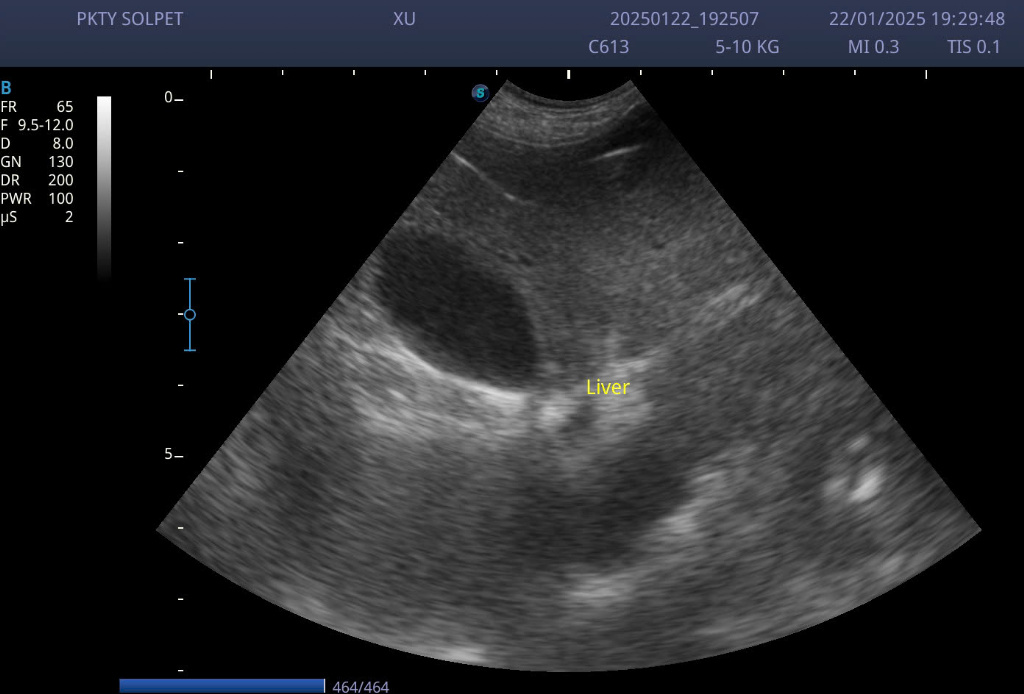 PKTY SOLPET XU 20250122_192507 22/01/2025 19:29:48
C613 5-10 KG MI 0.3 TIS 0.1
B
FR 65
F 9.5-12.0
D 8.0
GN 130
DR 200
PWR 100
µS 2
0
S
Liver
5
464/464